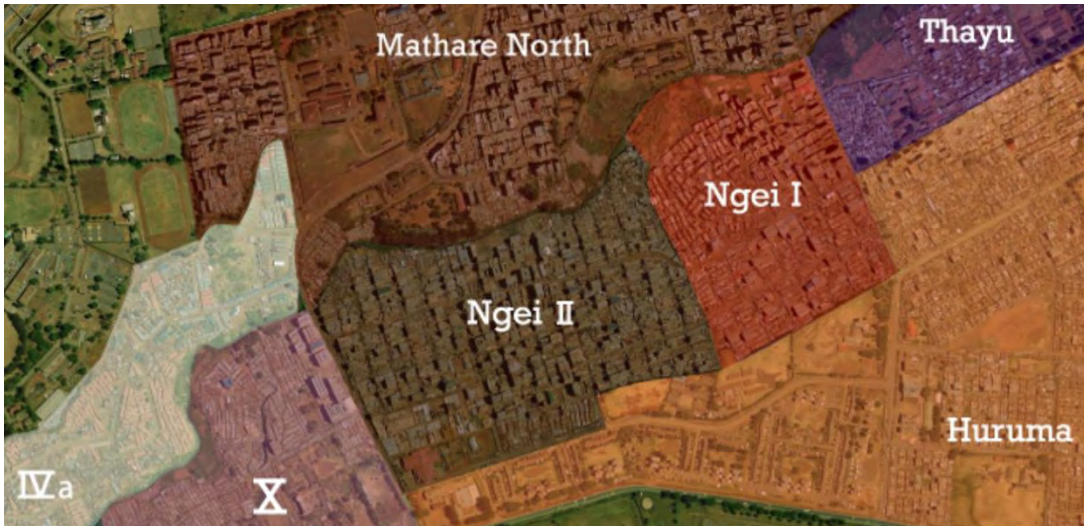 Mathare North
Thayu
Ngei I
Ngei II
Huruma
IVa
X